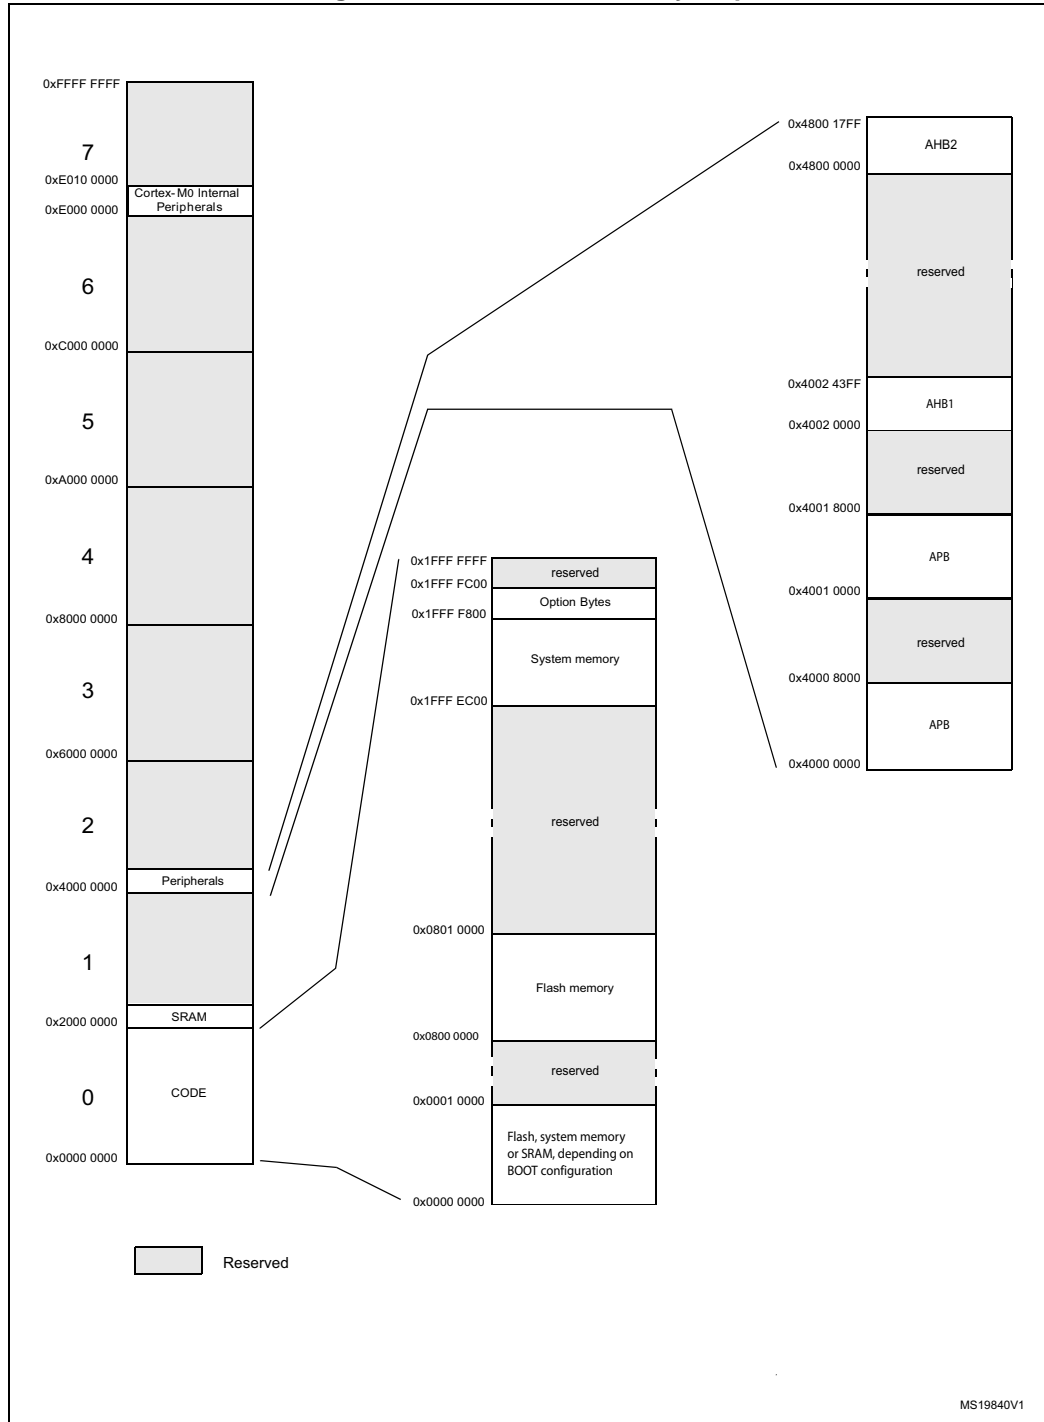 0xFFFF FFFF
7
0xE010 0000
Cortex-M0 Internal
Peripherals
0xE000 0000
6
0xC000 0000
5
0xA000 0000
4
0x8000 0000
3
0x6000 0000
2
Peripherals
0x4000 0000
1
SRAM
0x2000 0000
CODE
0
0x0000 0000
Reserved
0x1FFF FFFF
reserved
0x1FFF FC00
Option Bytes
0x1FFF F800
System memory
0x1FFF EC00
reserved
0x0801 0000
Flash memory
0x0800 0000
reserved
0x0001 0000
Flash, system memory
or SRAM, depending on
BOOT configuration
0x0000 0000
0x4800 17FF
AHB2
0x4800 0000
reserved
0x4002 43FF
AHB1
0x4002 0000
reserved
0x4001 8000
APB
0x4001 0000
reserved
0x4000 8000
APB
0x4000 0000
MS19840V1